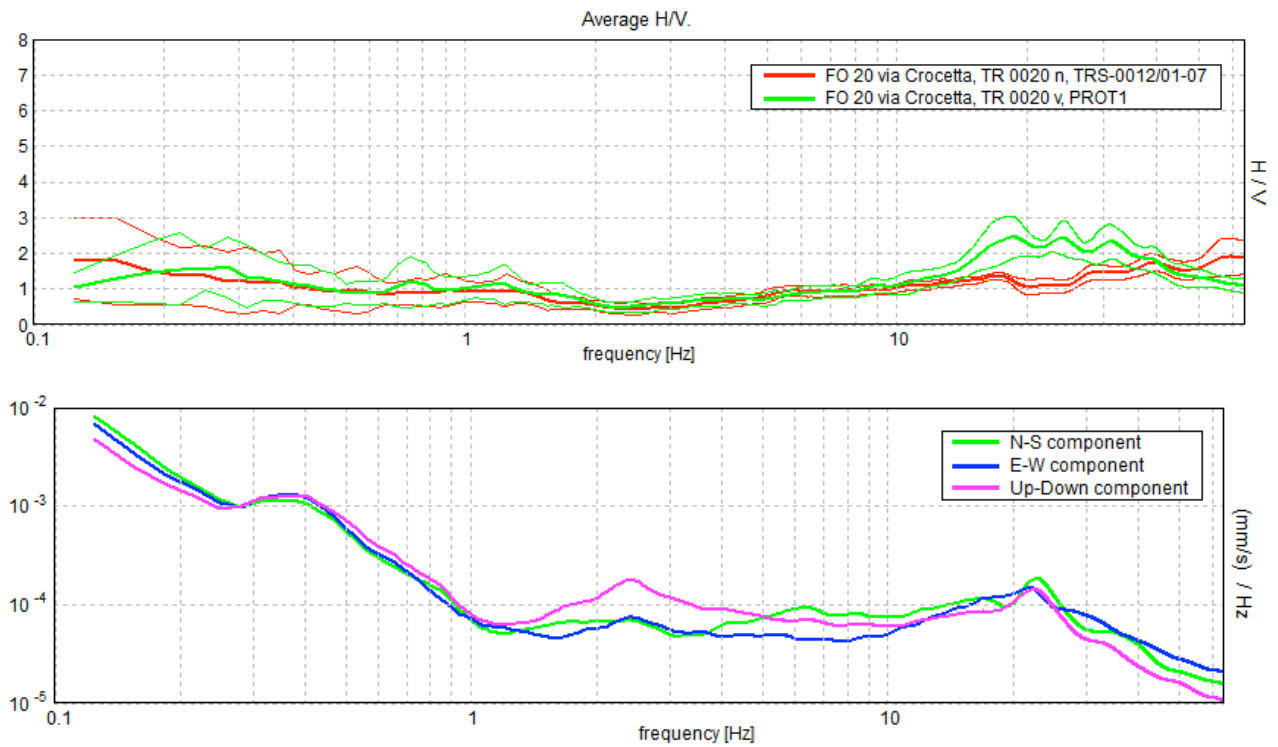 Average H/V.
8
7
6
5
4
3
2
1
0
FO 20 via Crocetta, TR 0020 n, TRS-0012/01-07
FO 20 via Crocetta, TR 0020 v, PROT1
H / V
0.1 1 10
frequency [Hz]
10-2
10-3
10-4
10-5
N-S component
E-W component
Up-Down component
(mm/s) / Hz
0.1 1 10
frequency [Hz]